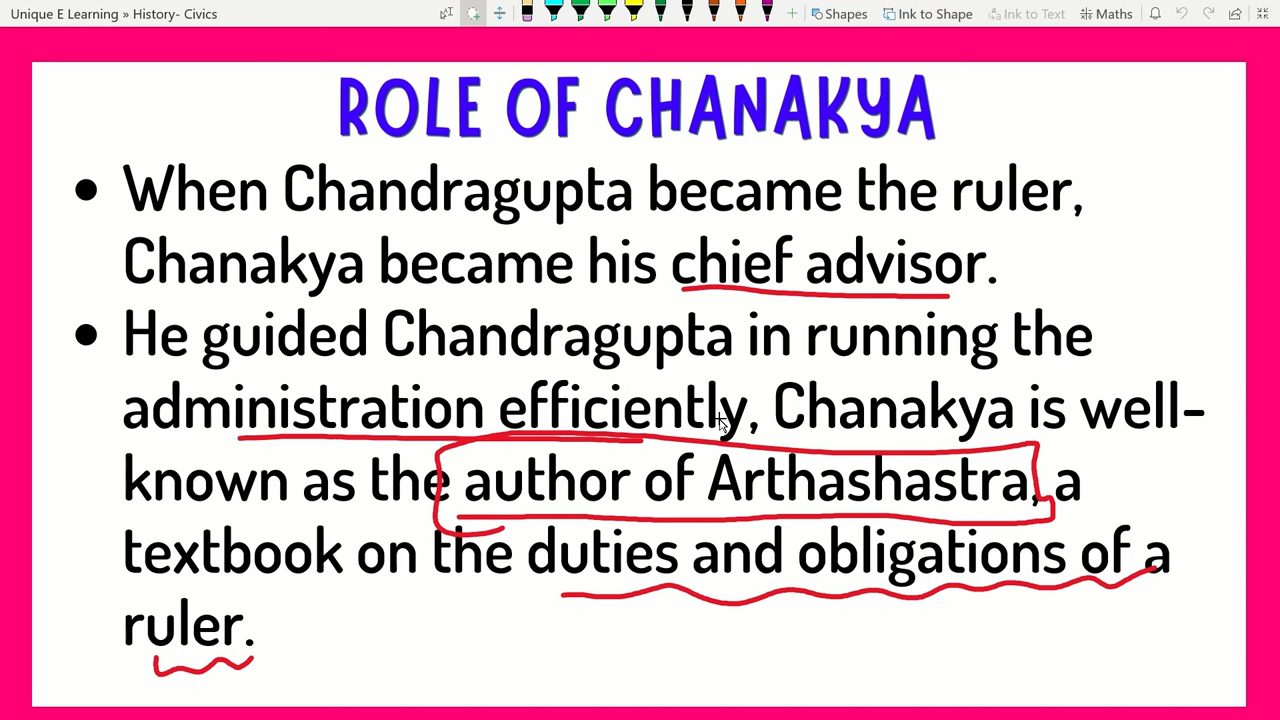 Unique E Learning » History- Civics
Shapes Ink to Shape Ink to Text Maths
ROLE OF CHANAKYA
• When Chandragupta became the ruler,
Chanakya became his chief advisor.
• He guided Chandragupta in running the
administration efficiently, Chanakya is well-
known as the author of Arthashastra, a
textbook on the duties and obligations of a
ruler.